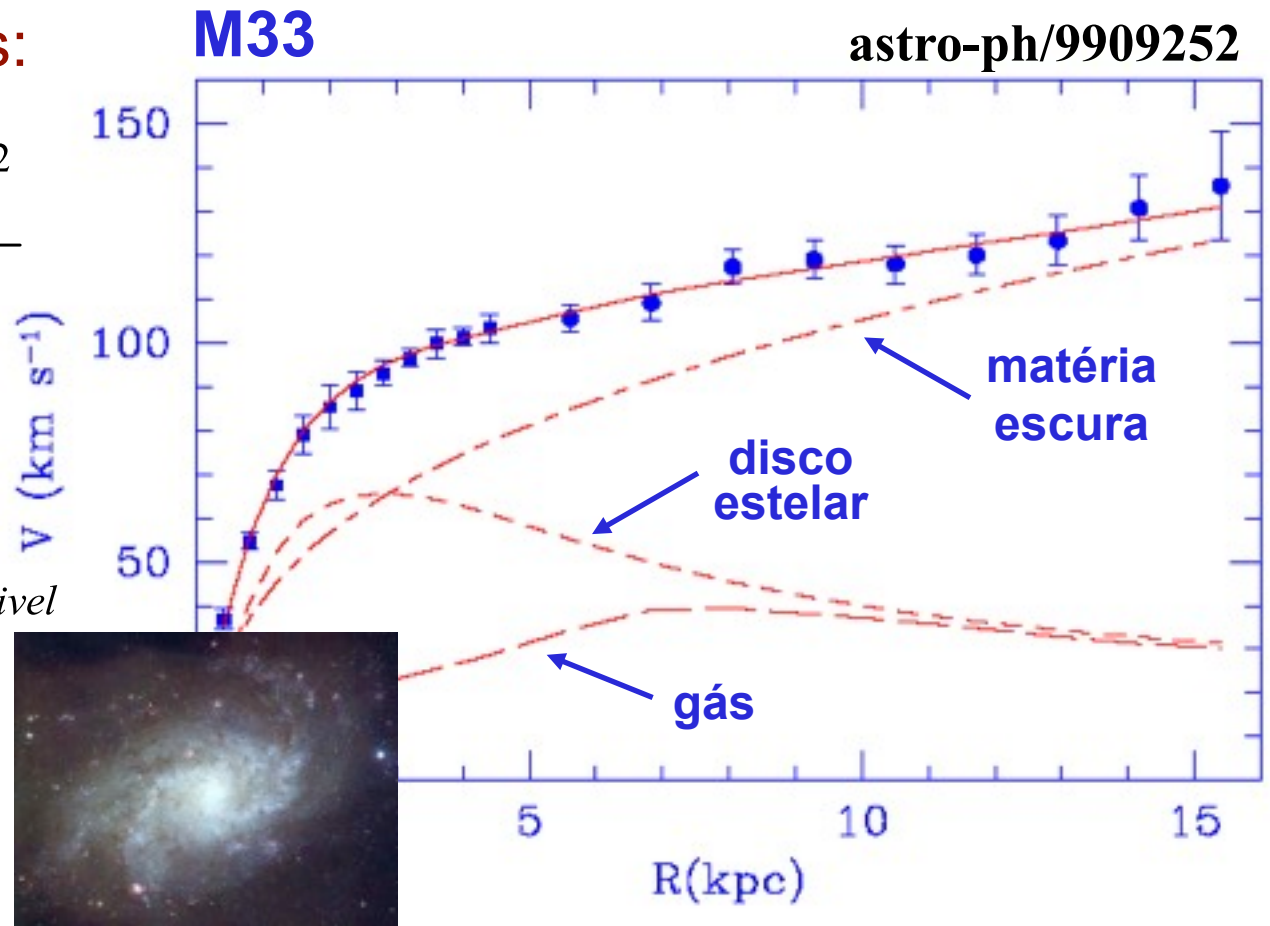 s:
M33
astro-ph/9909252
2
150
100
50
V (km s⁻¹)
matéria
escura
disco
estelar
gás
ivel
5 10 15
R(kpc)